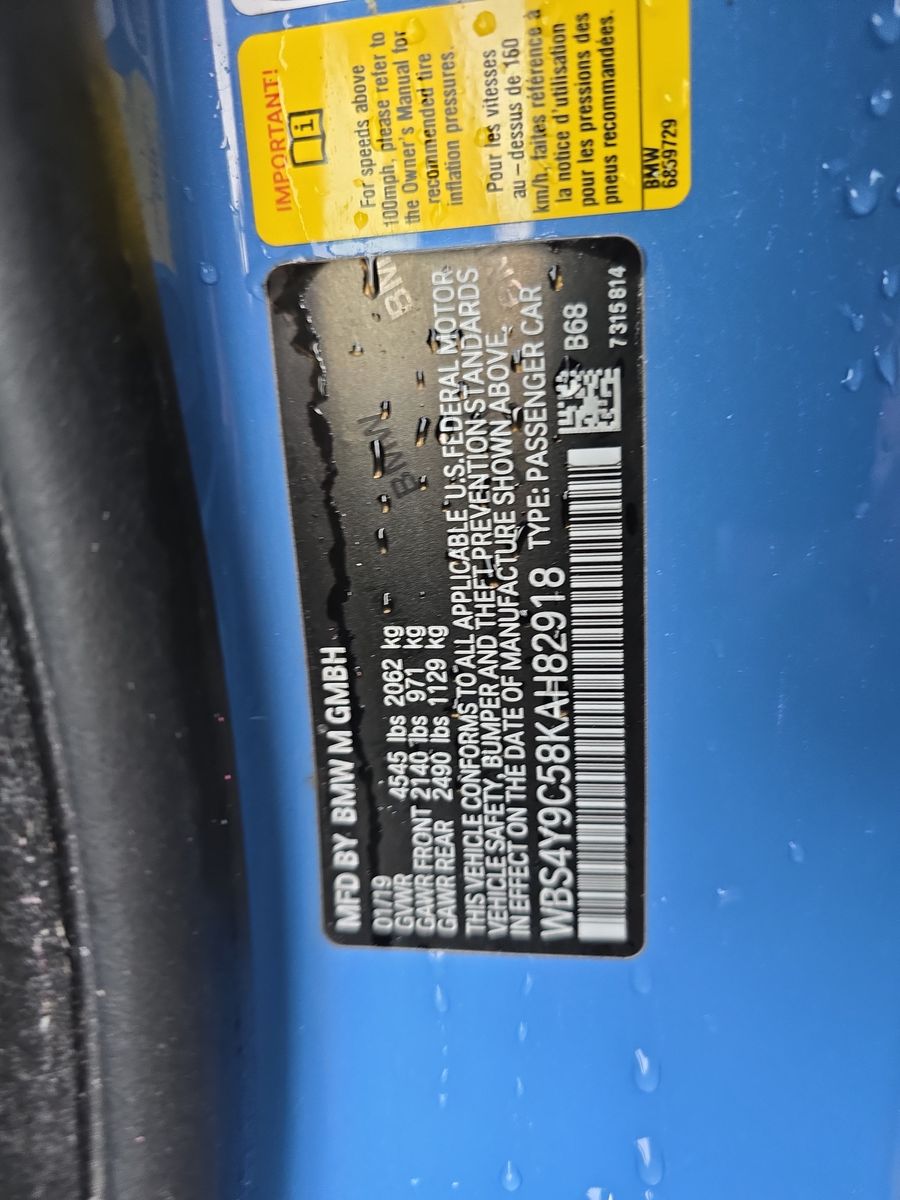 IMPORTANT!
i
For speeds above
100mph, please refer to
the Owner's Manual for
recommended tire
inflation pressures.
Pour les vitesses
au-dessus de 160
km/h, faites référence à
la notice d'utilisation
pour les pressions des
pneus recommandées.
BMW
6859729
MFD BY BMW M GMBH
01/19
GVWR 4545 lbs 2062 kg
GAWR FRONT 2140 lbs 971 kg
GAWR REAR 2490 lbs 1129 kg
THIS VEHICLE CONFORMS TO ALL APPLICABLE U.S.FEDERAL MOTOR
VEHICLE SAFETY, BUMPER AND THEFT PREVENTION STANDARDS
IN EFFECT ON THE DATE OF MANUFACTURE SHOWN ABOVE.
WBS4Y9C58KAH82918 TYPE: PASSENGER CAR
B68
7315814
BMW
BMW